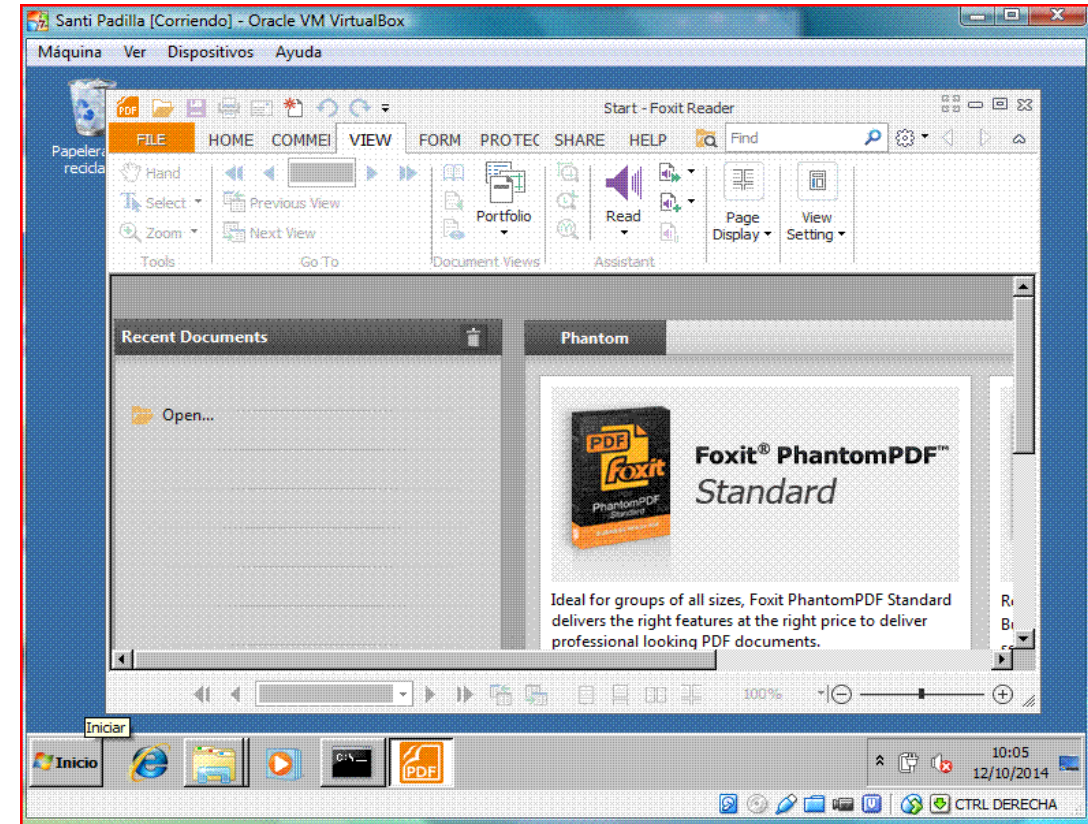 Santi Padilla [Corriendo] - Oracle VM VirtualBox
Máquina Ver Dispositivos Ayuda
Start - Foxit Reader
FILE HOME COMMEI VIEW FORM PROTEC SHARE HELP Find
Papelera
recicla
Hand
Select
Previous View
Zoom
Next View
Portfolio
Read
Page
Display
View
Setting
Tools Go To Document Views Assistant
Recent Documents
Phantom
Open...
PDF
Foxit
PhantomPDF
Standard
Foxit® PhantomPDF™
Standard
Ideal for groups of all sizes, Foxit PhantomPDF Standard
delivers the right features at the right price to deliver
professional looking PDF documents.
100%
Iniciar
Inicio
C:\_
PDF
10:05
12/10/2014
CTRL DERECHA